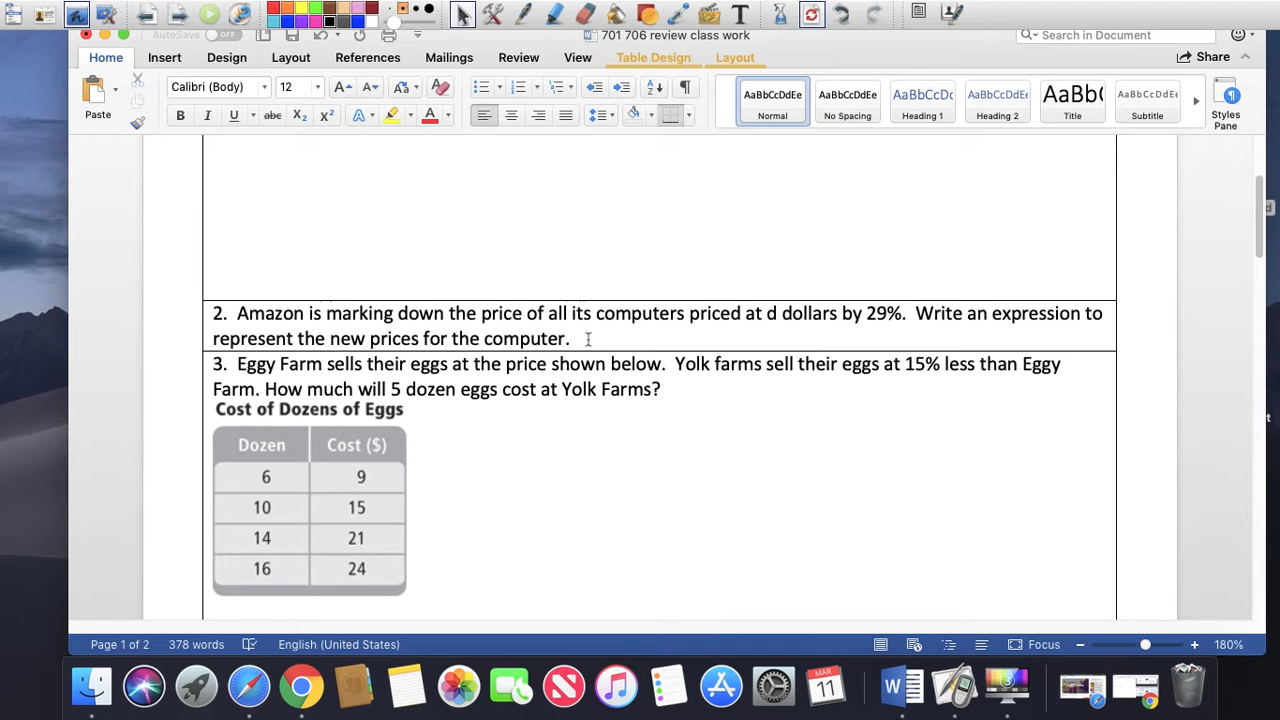 AutoSave OFF
701 706 review class work
Search in Document
Home Insert Design Layout References Mailings Review View Table Design Layout
Share
Paste
Calibri (Body) 12
AaBbCcDdEe AaBbCcDdEe AaBbCcDc AaBbCcDdEe AaBb( AaBbCcDdEe
Normal No Spacing Heading 1 Heading 2 Title Subtitle
Styles
Pane
2. Amazon is marking down the price of all its computers priced at d dollars by 29%. Write an expression to
represent the new prices for the computer.
3. Eggy Farm sells their eggs at the price shown below. Yolk farms sell their eggs at 15% less than Eggy
Farm. How much will 5 dozen eggs cost at Yolk Farms?
Cost of Dozens of Eggs
Dozen Cost ($)
6 9
10 15
14 21
16 24
Page 1 of 2 378 words English (United States) Focus 180%
MAR
11